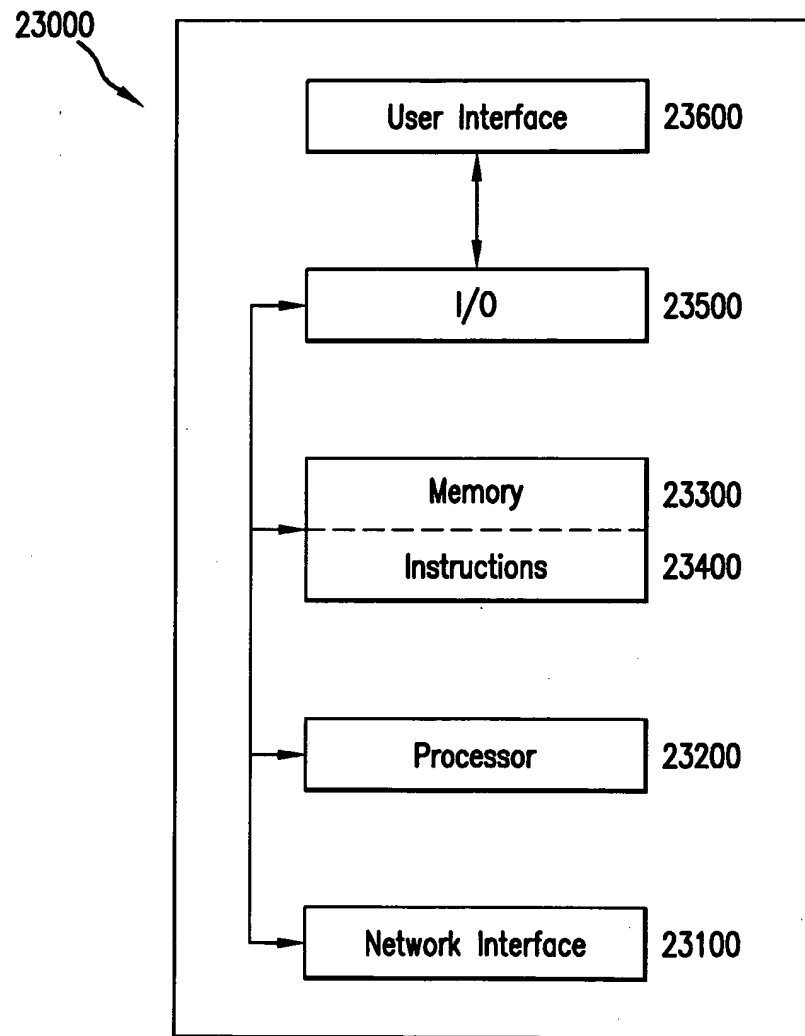 23000
User Interface 23600
I/O 23500
Memory 23300
Instructions 23400
Processor 23200
Network Interface 23100